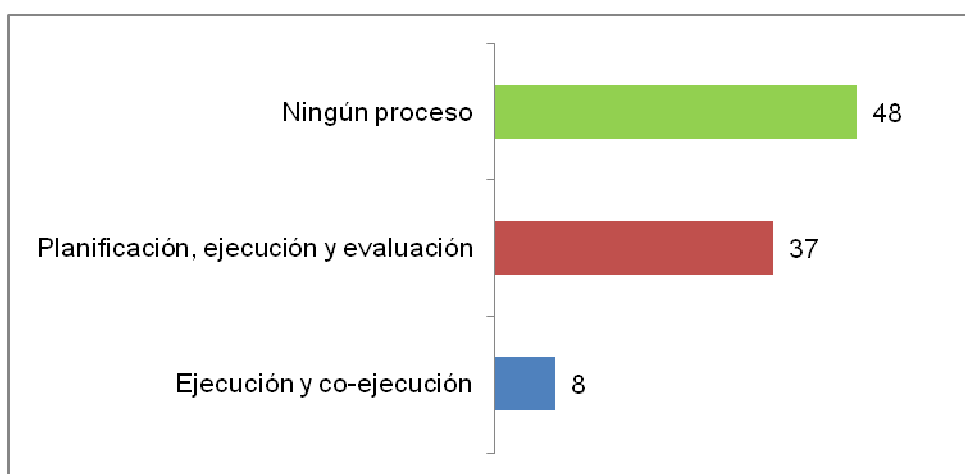 Ningún proceso 48
Planificación, ejecución y evaluación 37
Ejecución y co-ejecución 8